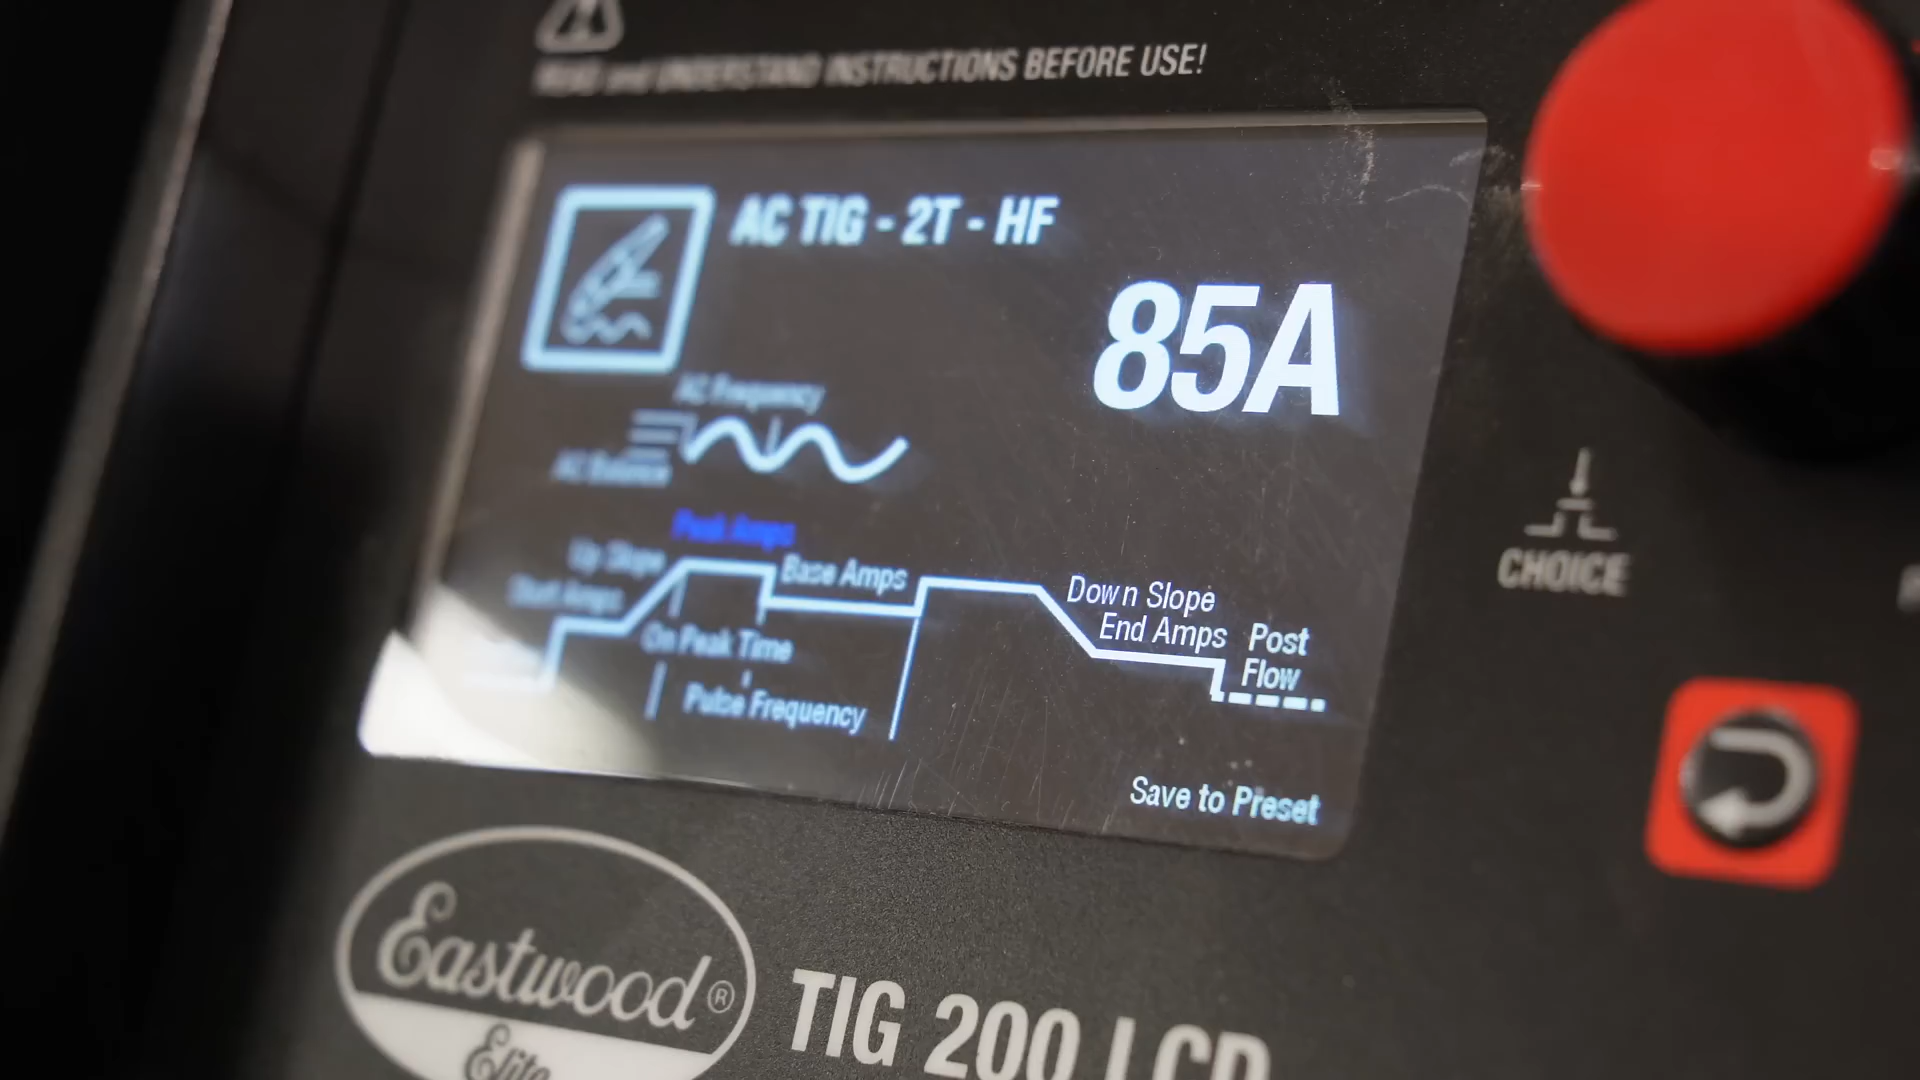 READ and UNDERSTAND INSTRUCTIONS BEFORE USE!
AC TIG - 2T - HF
85A
AC Frequency
AC Balance
Peak Amps
Up Slope
Base Amps
Start Amps
Down Slope
End Amps
Post
Flow
On Peak Time
Pulse Frequency
Save to Preset
CHOICE
Eastwood®
Elite
TIG 200 LCD